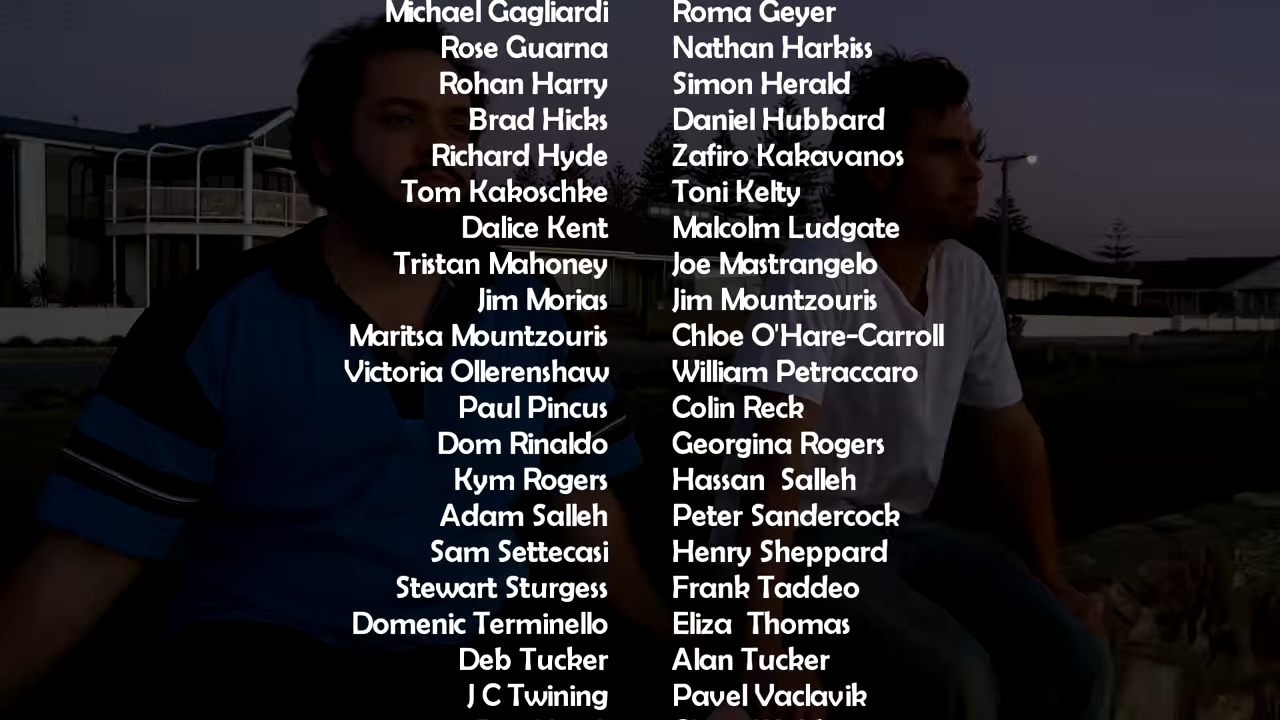 Michael Gagliardi Roma Geyer
Rose Guarna Nathan Harkiss
Rohan Harry Simon Herald
Brad Hicks Daniel Hubbard
Richard Hyde Zafiro Kakavanos
Tom Kakoschke Toni Kelty
Dalice Kent Malcolm Ludgate
Tristan Mahoney Joe Mastrangelo
Jim Morias Jim Mountzouris
Maritsa Mountzouris Chloe O'Hare-Carroll
Victoria Ollerenshaw William Petraccaro
Paul Pincus Colin Reck
Dom Rinaldo Georgina Rogers
Kym Rogers Hassan  Salleh
Adam Salleh Peter Sandercock
Sam Settecasi Henry Sheppard
Stewart Sturgess Frank Taddeo
Domenic Terminello Eliza  Thomas
Deb Tucker Alan Tucker
J C Twining Pavel Vaclavik